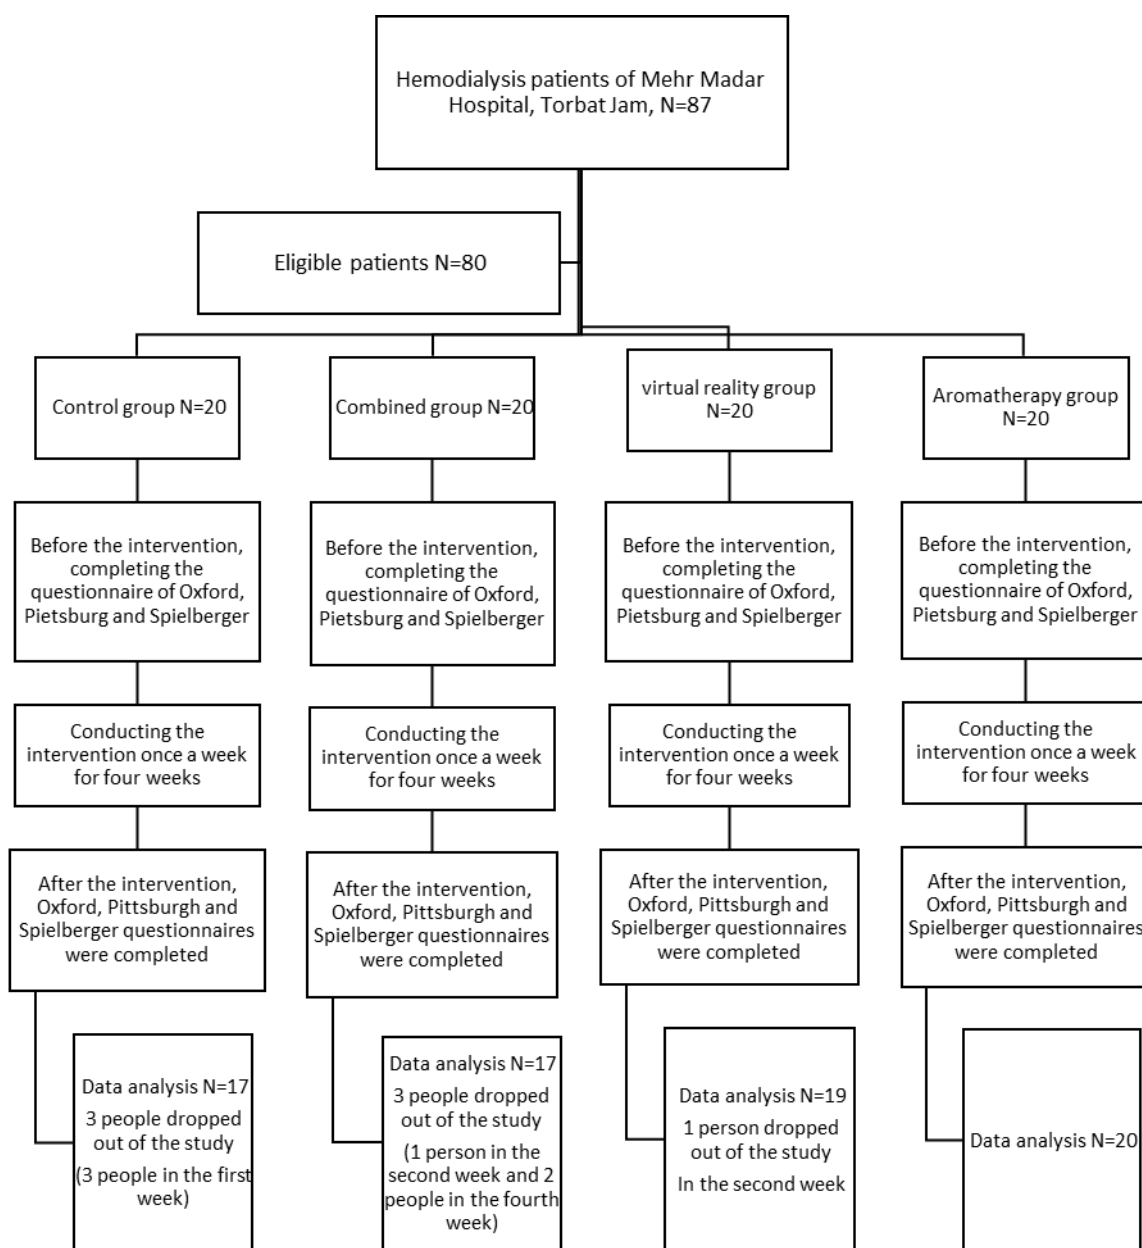 Hemodialysis patients of Mehr Madar
Hospital, Torbat Jam, N=87
Eligible patients N=80
Control group N=20
Combined group N=20
virtual reality group
N=20
Aromatherapy group
N=20
Before the intervention,
completing the
questionnaire of Oxford,
Pietsburg and Spielberger
Before the intervention,
completing the
questionnaire of Oxford,
Pietsburg and Spielberger
Before the intervention,
completing the
questionnaire of Oxford,
Pietsburg and Spielberger
Before the intervention,
completing the
questionnaire of Oxford,
Pietsburg and Spielberger
Conducting the
intervention once a week
for four weeks
Conducting the
intervention once a week
for four weeks
Conducting the
intervention once a week
for four weeks
Conducting the
intervention once a week
for four weeks
After the intervention,
Oxford, Pittsburgh and
Spielberger questionnaires
were completed
After the intervention,
Oxford, Pittsburgh and
Spielberger questionnaires
were completed
After the intervention,
Oxford, Pittsburgh and
Spielberger questionnaires
were completed
After the intervention,
Oxford, Pittsburgh and
Spielberger questionnaires
were completed
Data analysis N=17
3 people dropped
out of the study
(3 people in the first
week)
Data analysis N=17
3 people dropped
out of the study
(1 person in the
second week and 2
people in the fourth
week)
Data analysis N=19
1 person dropped
out of the study
In the second week
Data analysis N=20